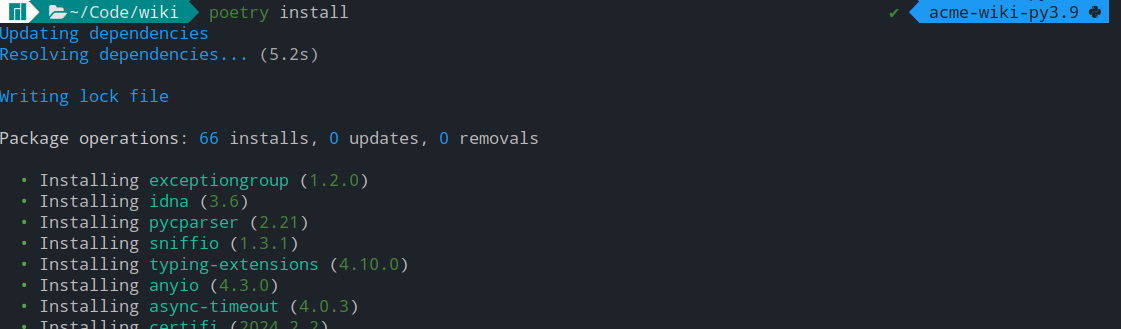 ~/Code/wiki poetry install ✔ acme-wiki-py3.9
Updating dependencies
Resolving dependencies... (5.2s)
Writing lock file
Package operations: 66 installs, 0 updates, 0 removals
• Installing exceptiongroup (1.2.0)
• Installing idna (3.6)
• Installing pycparser (2.21)
• Installing sniffio (1.3.1)
• Installing typing-extensions (4.10.0)
• Installing anyio (4.3.0)
• Installing async-timeout (4.0.3)
• Installing certifi (2024.2.2)